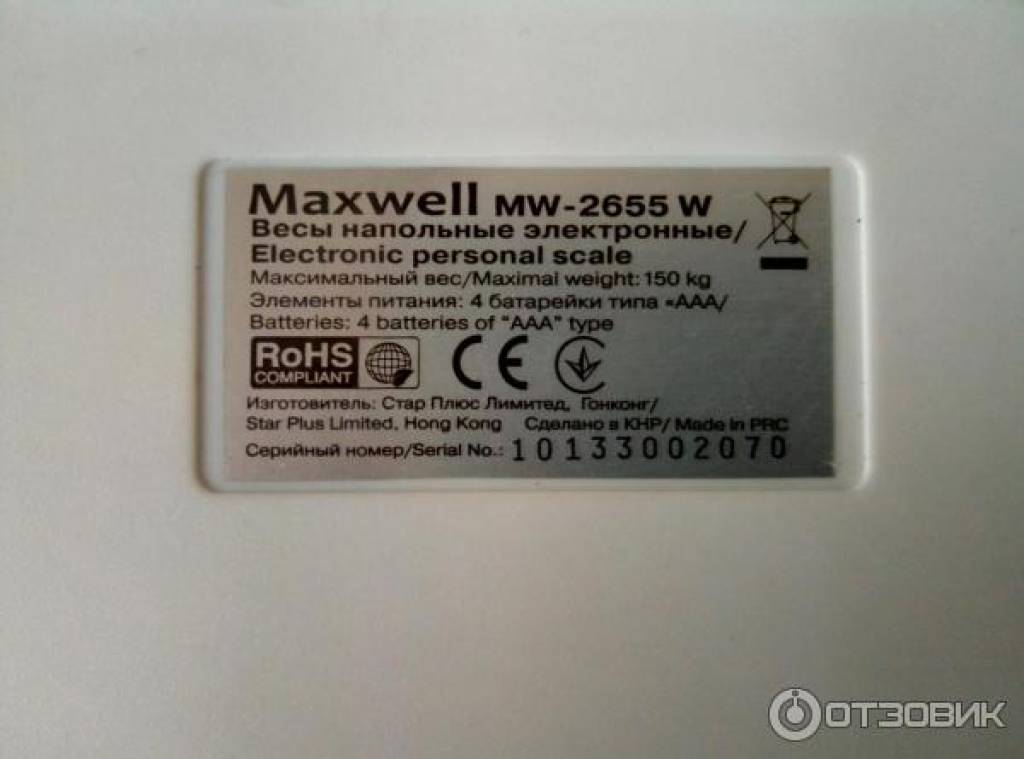 Maxwell MW-2655 W
Весы напольные электронные/
Electronic personal scale
Максимальный вес/Maximal weight: 150 kg
Элементы питания: 4 батарейки типа «ААА/
Batteries: 4 batteries of "AAA" type
RoHS
COMPLIANT
CE
Изготовитель: Стар Плюс Лимитед, Гонконг/
Star Plus Limited, Hong Kong Сделано в КНР/ Made in PRC
Серийный номер/Serial No.: 10133002070
ОТЗОВИК